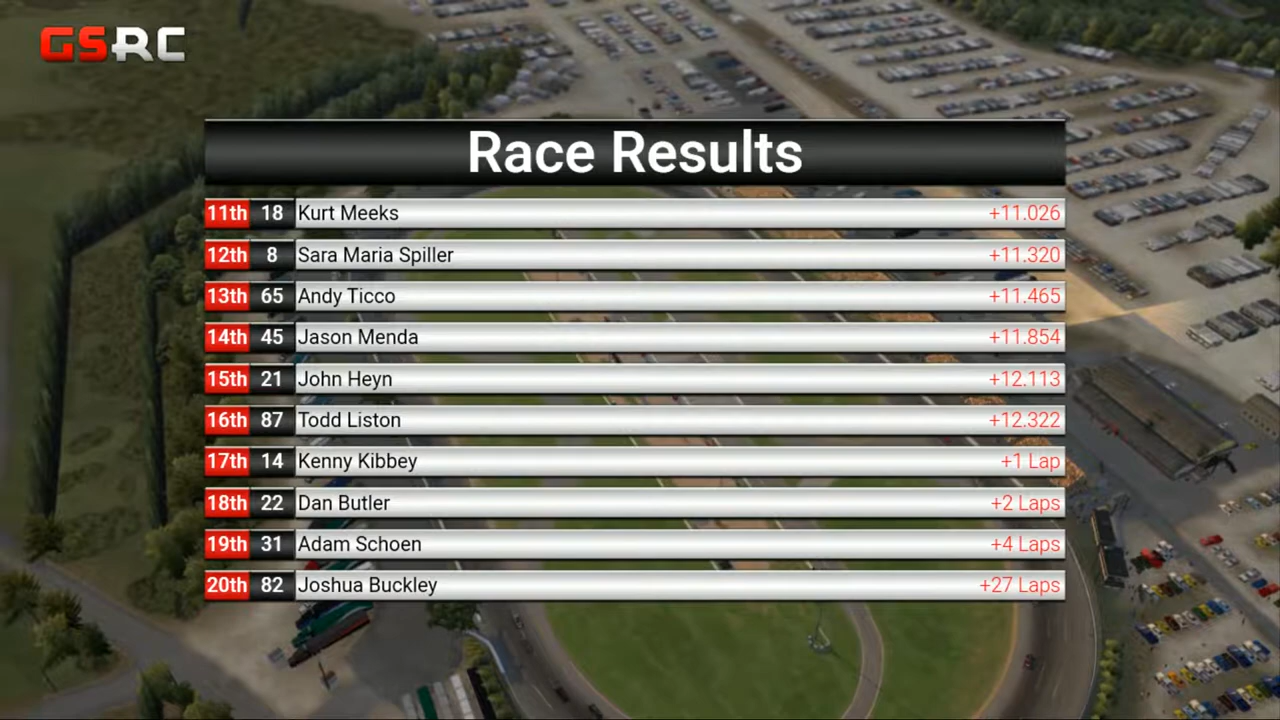 GSRC
Race Results
11th 18 Kurt Meeks +11.026
12th 8 Sara Maria Spiller +11.320
13th 65 Andy Ticco +11.465
14th 45 Jason Menda +11.854
15th 21 John Heyn +12.113
16th 87 Todd Liston +12.322
17th 14 Kenny Kibbey +1 Lap
18th 22 Dan Butler +2 Laps
19th 31 Adam Schoen +4 Laps
20th 82 Joshua Buckley +27 Laps